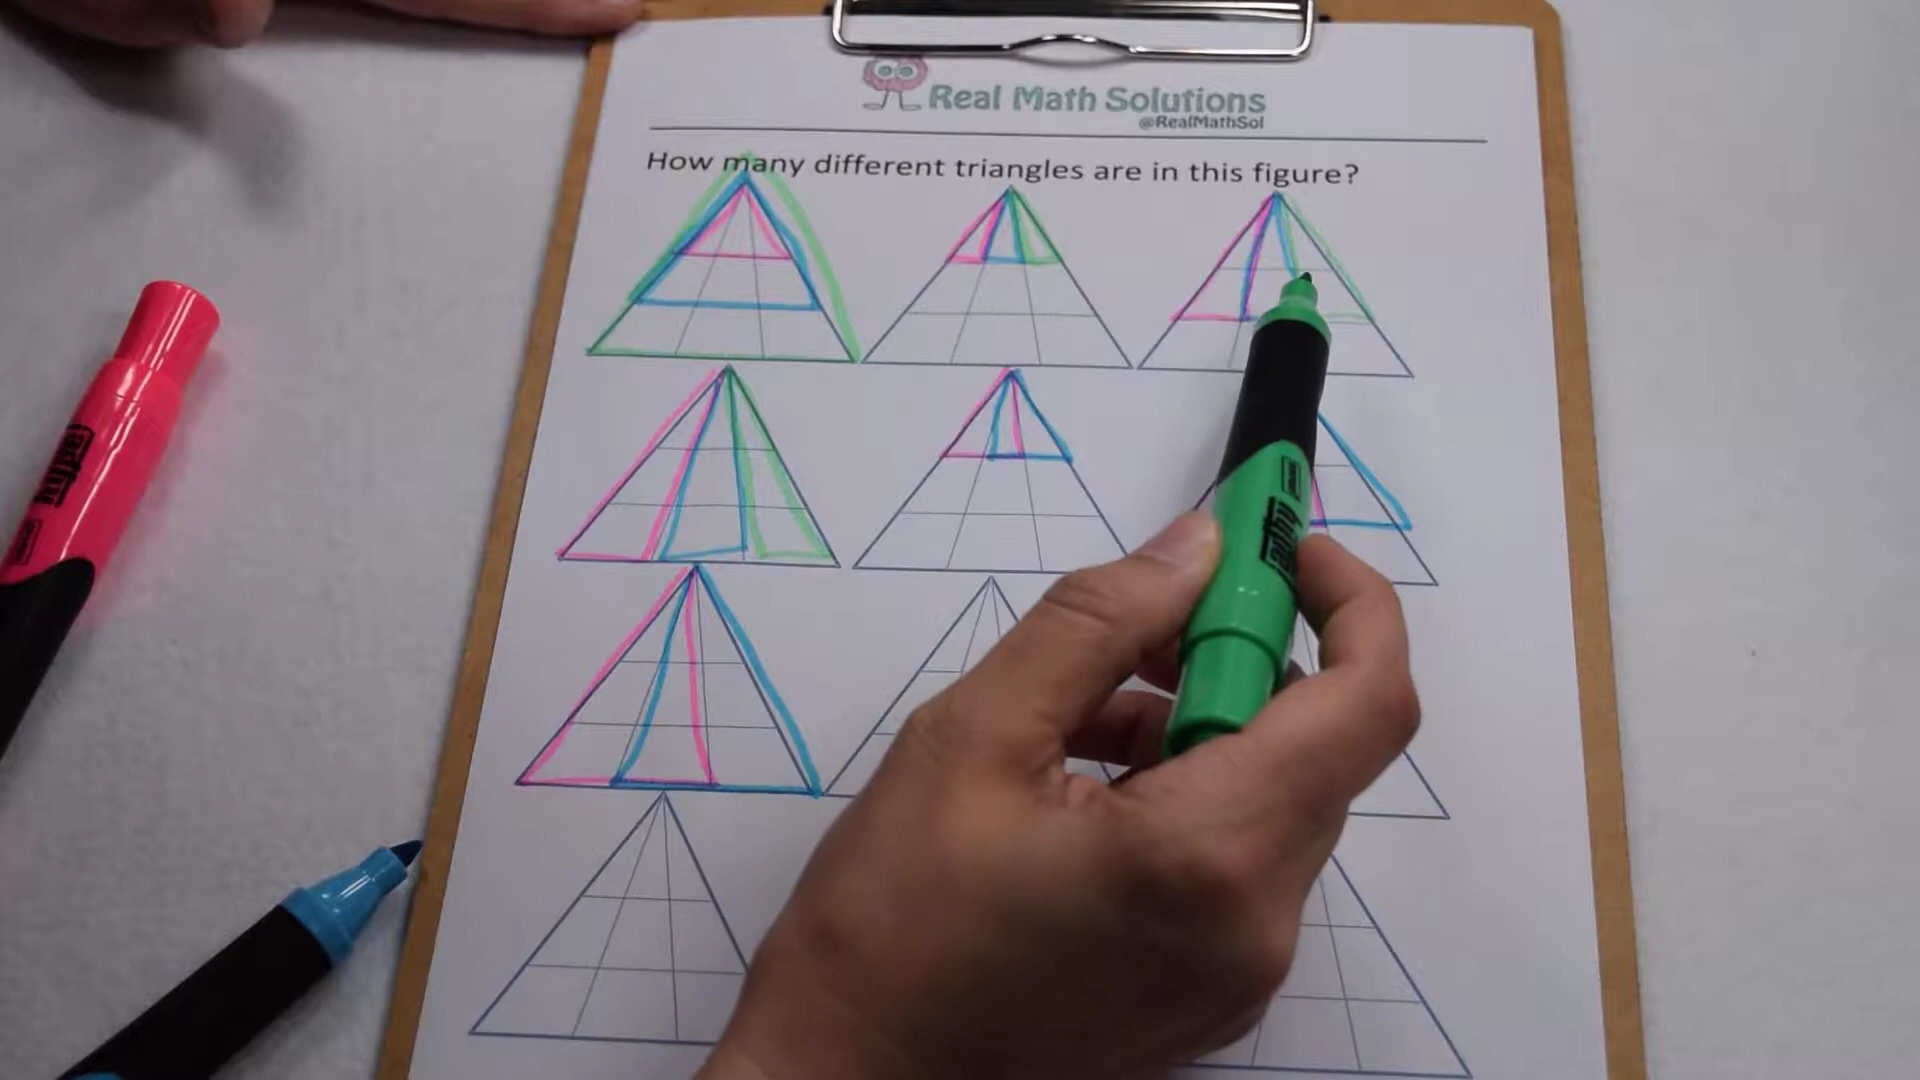 Real Math Solutions
@RealMathSol
How many different triangles are in this figure?